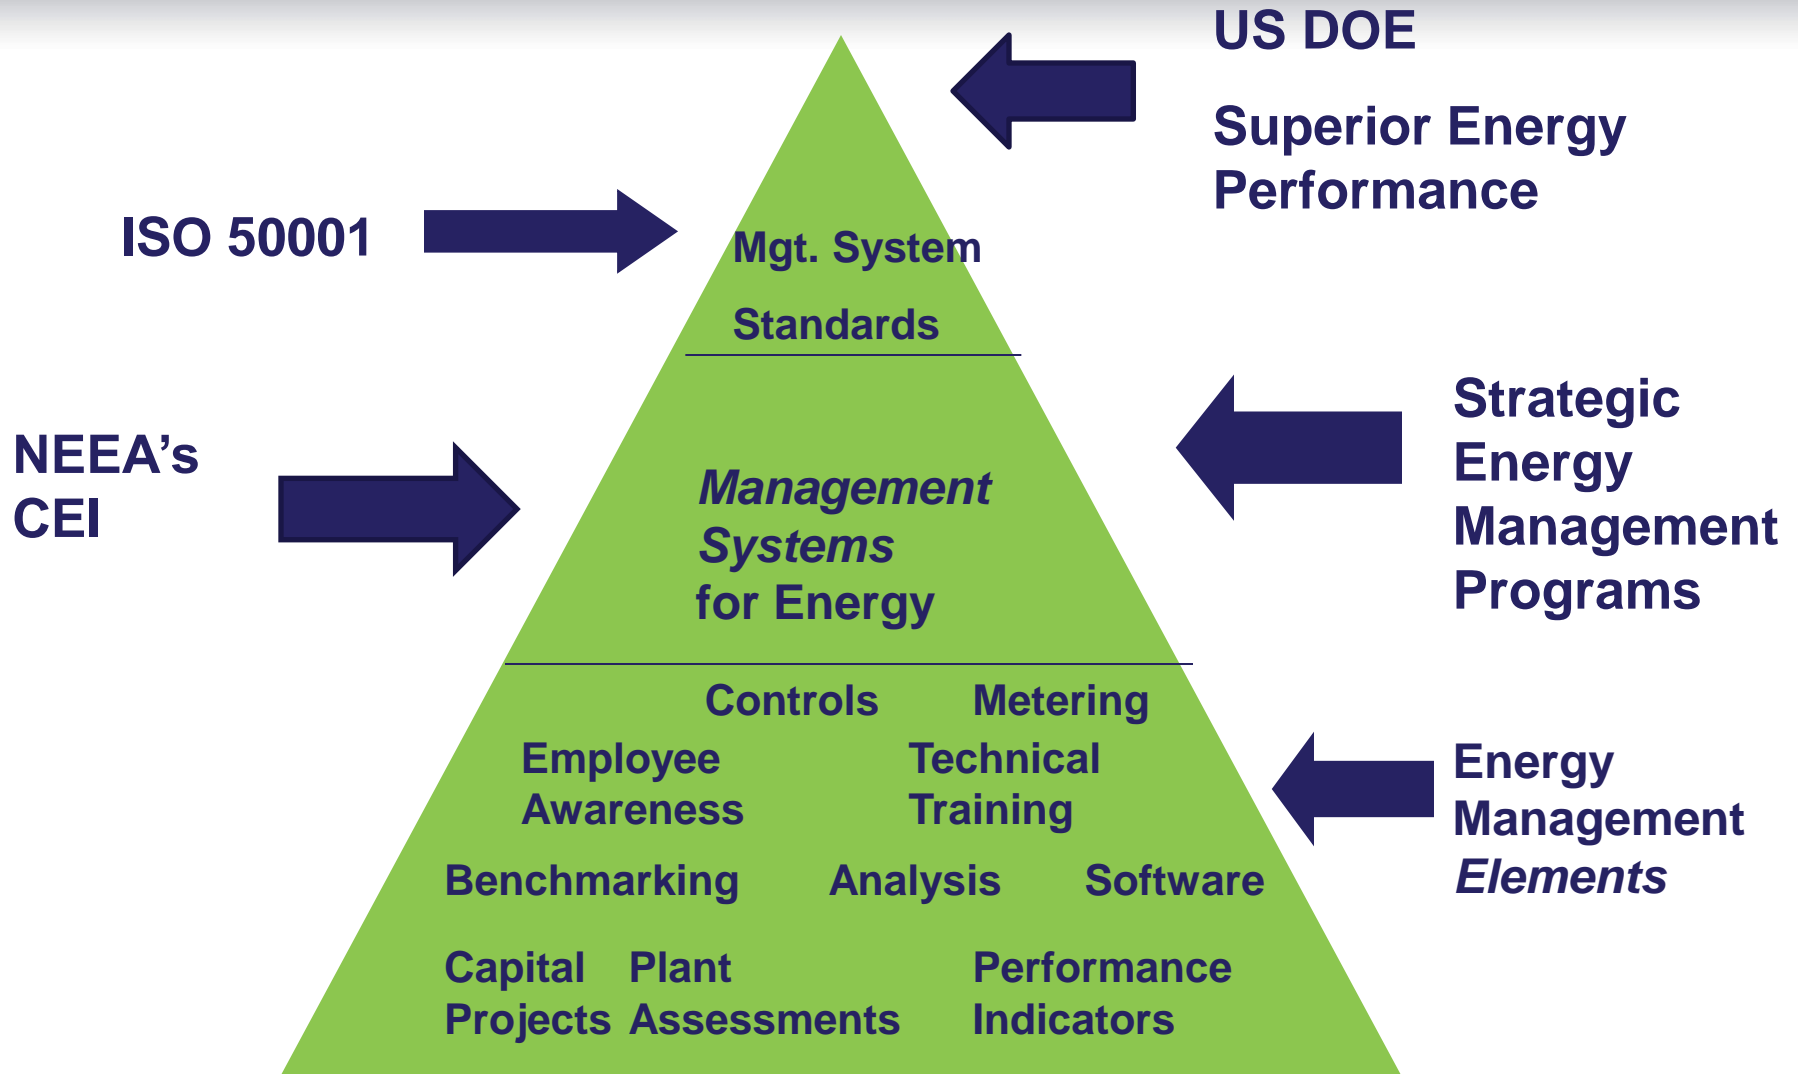 US DOE
Superior Energy
Performance
ISO 50001
Mgt. System
Standards
NEEA’s
CEI
Management
Systems
for Energy
Strategic
Energy
Management
Programs
Controls Metering
Employee Technical
Awareness Training
Benchmarking Analysis Software
Capital Plant Performance
Projects Assessments Indicators
Energy
Management
Elements